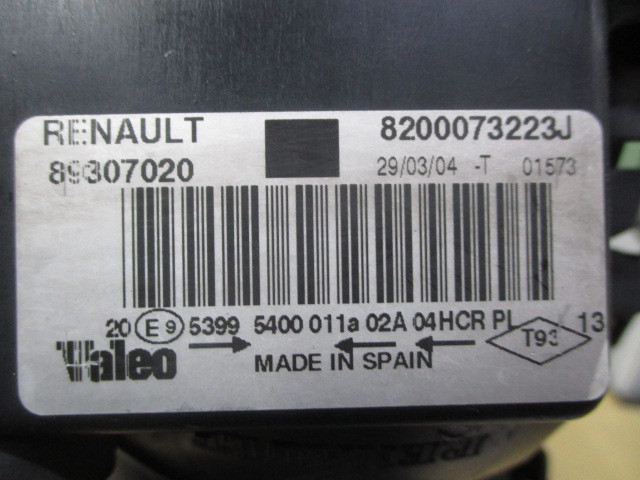 RENAULT 8200073223J
89307020 29/03/04 -T 01573
20 E9 5399 5400 011a 02A 04HCR PL T93 13
Valeo MADE IN SPAIN